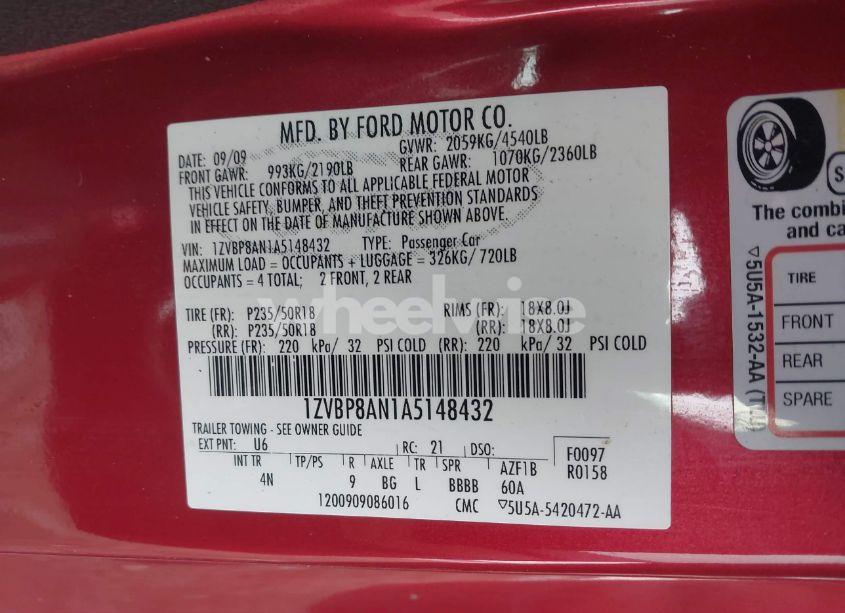 MFD. BY FORD MOTOR CO.
DATE: 09/09 GVWR: 2059KG/4540LB
FRONT GAWR: 993KG/2190LB REAR GAWR: 1070KG/2360LB
THIS VEHICLE CONFORMS TO ALL APPLICABLE FEDERAL MOTOR
VEHICLE SAFETY, BUMPER, AND THEFT PREVENTION STANDARDS
IN EFFECT ON THE DATE OF MANUFACTURE SHOWN ABOVE.
VIN: 1ZVBP8AN1A5148432 TYPE: Passenger Car
MAXIMUM LOAD = OCCUPANTS + LUGGAGE = 326KG/720LB
OCCUPANTS = 4 TOTAL; 2 FRONT, 2 REAR
wheelvine
TIRE (FR): P235/50R18 RIMS (FR): 18X8.0J
(RR): P235/50R18 (RR): 18X8.0J
PRESSURE (FR): 220 kPa/ 32 PSI COLD (RR): 220 kPa/ 32 PSI COLD
1ZVBP8AN1A5148432
TRAILER TOWING - SEE OWNER GUIDE
EXT PNT: U6 RC: 21 DSO: F0097
R0158
INT TR TP/PS R AXLE TR SPR AZF1B
4N 9 BG L BBBB 60A
1200909086016 CMC ▽5U5A-5420472-AA
The combi
and ca
▽5U5A-1532-AA
TIRE
FRONT
REAR
SPARE